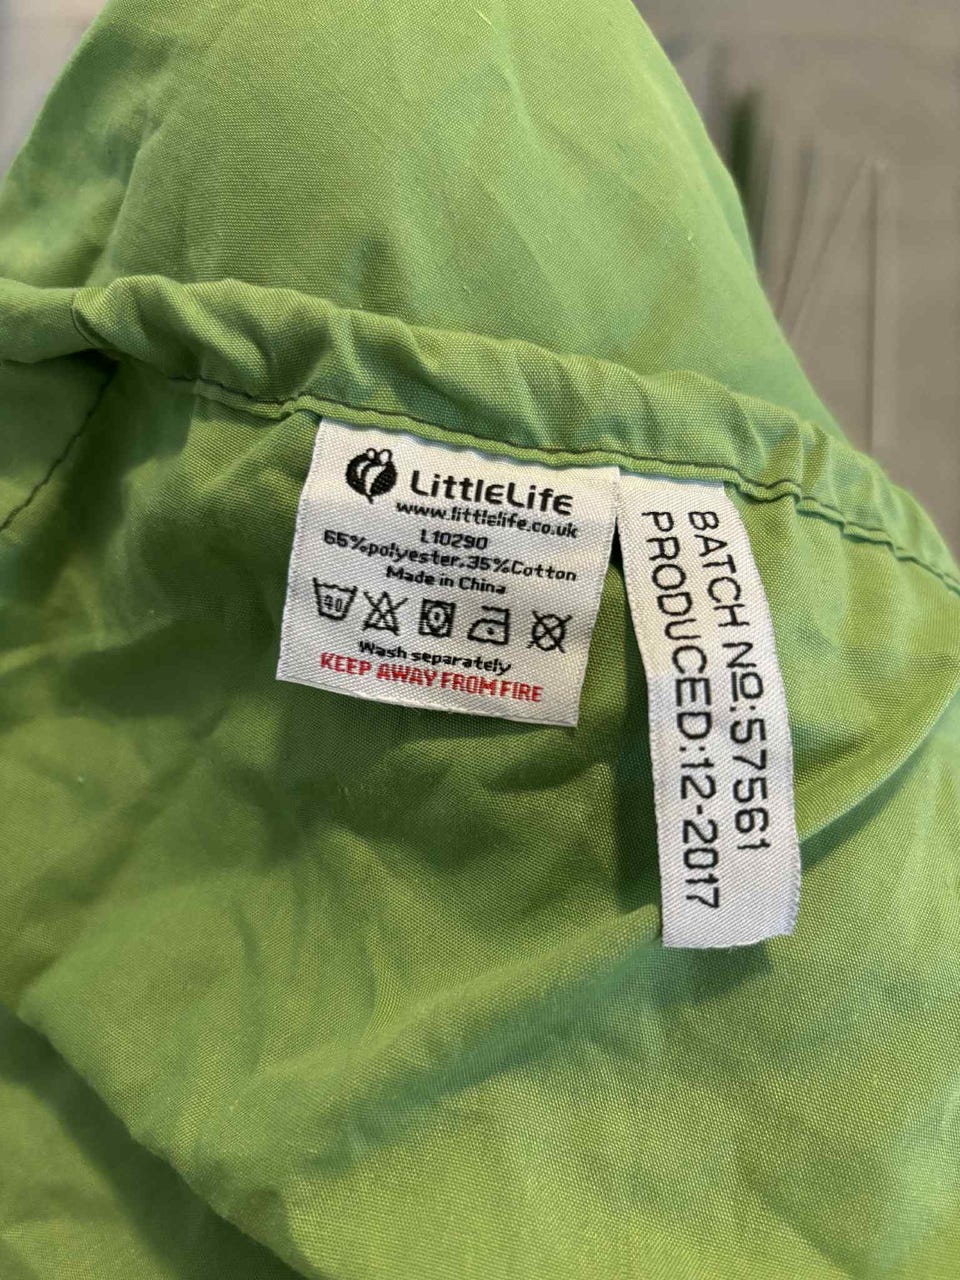 LittleLife
www.littlelife.co.uk
L10290
65%polyester.35%Cotton
Made in China
40
Wash separately
KEEP AWAY FROM FIRE
BATCH Nº:57561
PRODUCED:12-2017